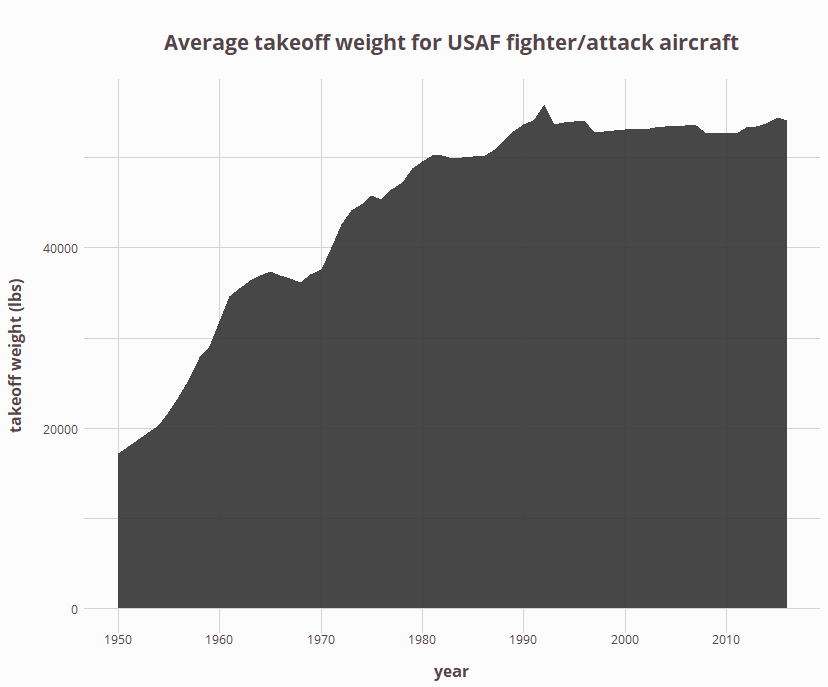 Average takeoff weight for USAF fighter/attack aircraft
takeoff weight (lbs)
40000
20000
0
1950 1960 1970 1980 1990 2000 2010
year